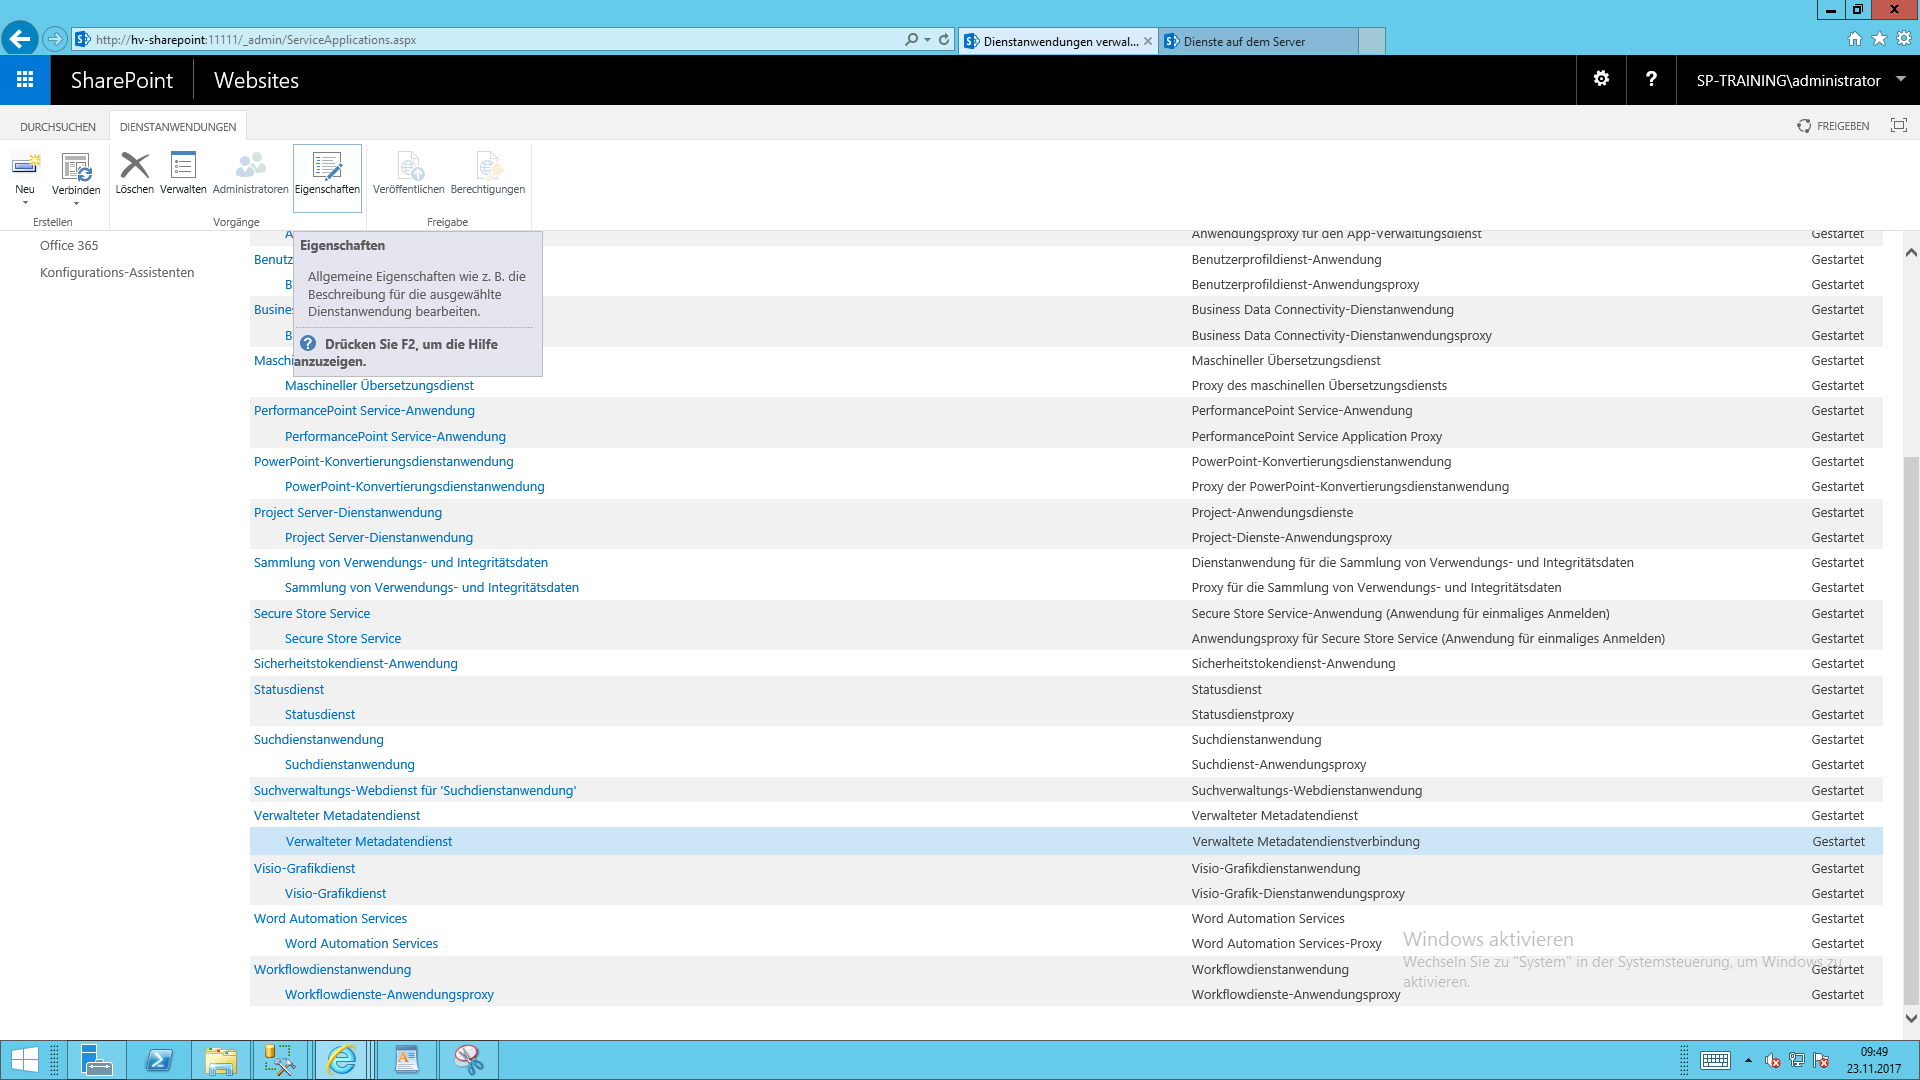 http://hv-sharepoint:11111/_admin/ServiceApplications.aspx
Dienstanwendungen verwal...
Dienste auf dem Server
SharePoint
Websites
?
SP-TRAINING\administrator
DURCHSUCHEN
DIENSTANWENDUNGEN
FREIGEBEN
Neu
Verbinden
Löschen
Verwalten
Administratoren
Eigenschaften
Veröffentlichen
Berechtigungen
Erstellen
Vorgänge
Freigabe
Office 365
Konfigurations-Assistenten
Eigenschaften
Allgemeine Eigenschaften wie z. B. die
Beschreibung für die ausgewählte
Dienstanwendung bearbeiten.
Drücken Sie F2, um die Hilfe
anzuzeigen.
A Anwendungsproxy für den App-Verwaltungsdienst Gestartet
Benutz Benutzerprofildienst-Anwendung Gestartet
B Benutzerprofildienst-Anwendungsproxy Gestartet
Busine Business Data Connectivity-Dienstanwendung Gestartet
B Business Data Connectivity-Dienstanwendungsproxy Gestartet
Maschi Maschineller Übersetzungsdienst Gestartet
Maschineller Übersetzungsdienst Proxy des maschinellen Übersetzungsdiensts Gestartet
PerformancePoint Service-Anwendung PerformancePoint Service-Anwendung Gestartet
PerformancePoint Service-Anwendung PerformancePoint Service Application Proxy Gestartet
PowerPoint-Konvertierungsdienstanwendung PowerPoint-Konvertierungsdienstanwendung Gestartet
PowerPoint-Konvertierungsdienstanwendung Proxy der PowerPoint-Konvertierungsdienstanwendung Gestartet
Project Server-Dienstanwendung Project-Anwendungsdienste Gestartet
Project Server-Dienstanwendung Project-Dienste-Anwendungsproxy Gestartet
Sammlung von Verwendungs- und Integritätsdaten Dienstanwendung für die Sammlung von Verwendungs- und Integritätsdaten Gestartet
Sammlung von Verwendungs- und Integritätsdaten Proxy für die Sammlung von Verwendungs- und Integritätsdaten Gestartet
Secure Store Service Secure Store Service-Anwendung (Anwendung für einmaliges Anmelden) Gestartet
Secure Store Service Anwendungsproxy für Secure Store Service (Anwendung für einmaliges Anmelden) Gestartet
Sicherheitstokendienst-Anwendung Sicherheitstokendienst-Anwendung Gestartet
Statusdienst Statusdienst Gestartet
Statusdienst Statusdienstproxy Gestartet
Suchdienstanwendung Suchdienstanwendung Gestartet
Suchdienstanwendung Suchdienst-Anwendungsproxy Gestartet
Suchverwaltungs-Webdienst für 'Suchdienstanwendung' Suchverwaltungs-Webdienstanwendung Gestartet
Verwalteter Metadatendienst Verwalteter Metadatendienst Gestartet
Verwalteter Metadatendienst Verwaltete Metadatendienstverbindung Gestartet
Visio-Grafikdienst Visio-Grafikdienstanwendung Gestartet
Visio-Grafikdienst Visio-Grafik-Dienstanwendungsproxy Gestartet
Word Automation Services Word Automation Services Gestartet
Word Automation Services Word Automation Services-Proxy Gestartet
Workflowdienstanwendung Workflowdienstanwendung Gestartet
Workflowdienste-Anwendungsproxy Workflowdienste-Anwendungsproxy Gestartet
Windows aktivieren
Wechseln Sie zu "System" in der Systemsteuerung, um Windows zu
aktivieren.
09:49
23.11.2017